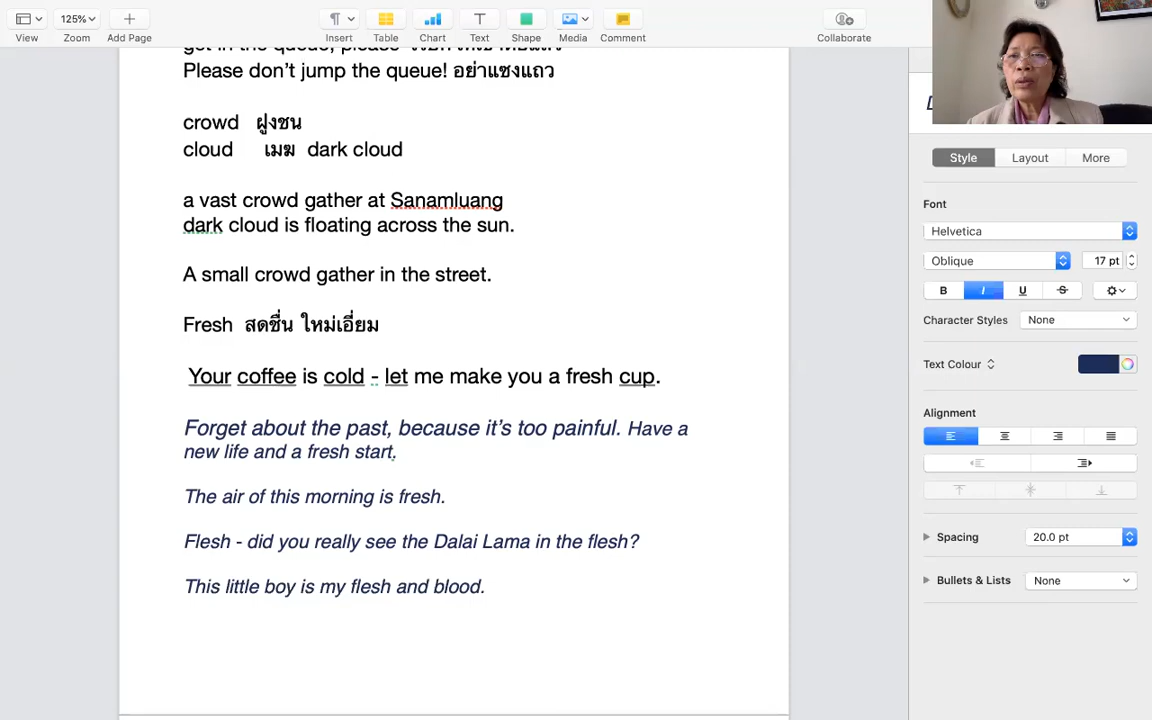 125%
View
Zoom
Add Page
Insert
Table
Chart
Text
Shape
Media
Comment
Collaborate
get in the queue, please
Please don't jump the queue! อย่าแซงแถว
crowd ฝูงชน
cloud เมฆ dark cloud
a vast crowd gather at Sanamluang
dark cloud is floating across the sun.
A small crowd gather in the street.
Fresh สดชื่น ใหม่เอี่ยม
Your coffee is cold - let me make you a fresh cup.
Forget about the past, because it's too painful. Have a
new life and a fresh start.
The air of this morning is fresh.
Flesh - did you really see the Dalai Lama in the flesh?
This little boy is my flesh and blood.
Style
Layout
More
Font
Helvetica
Oblique
17 pt
B I U S
Character Styles
None
Text Colour
Alignment
Spacing
20.0 pt
Bullets & Lists
None